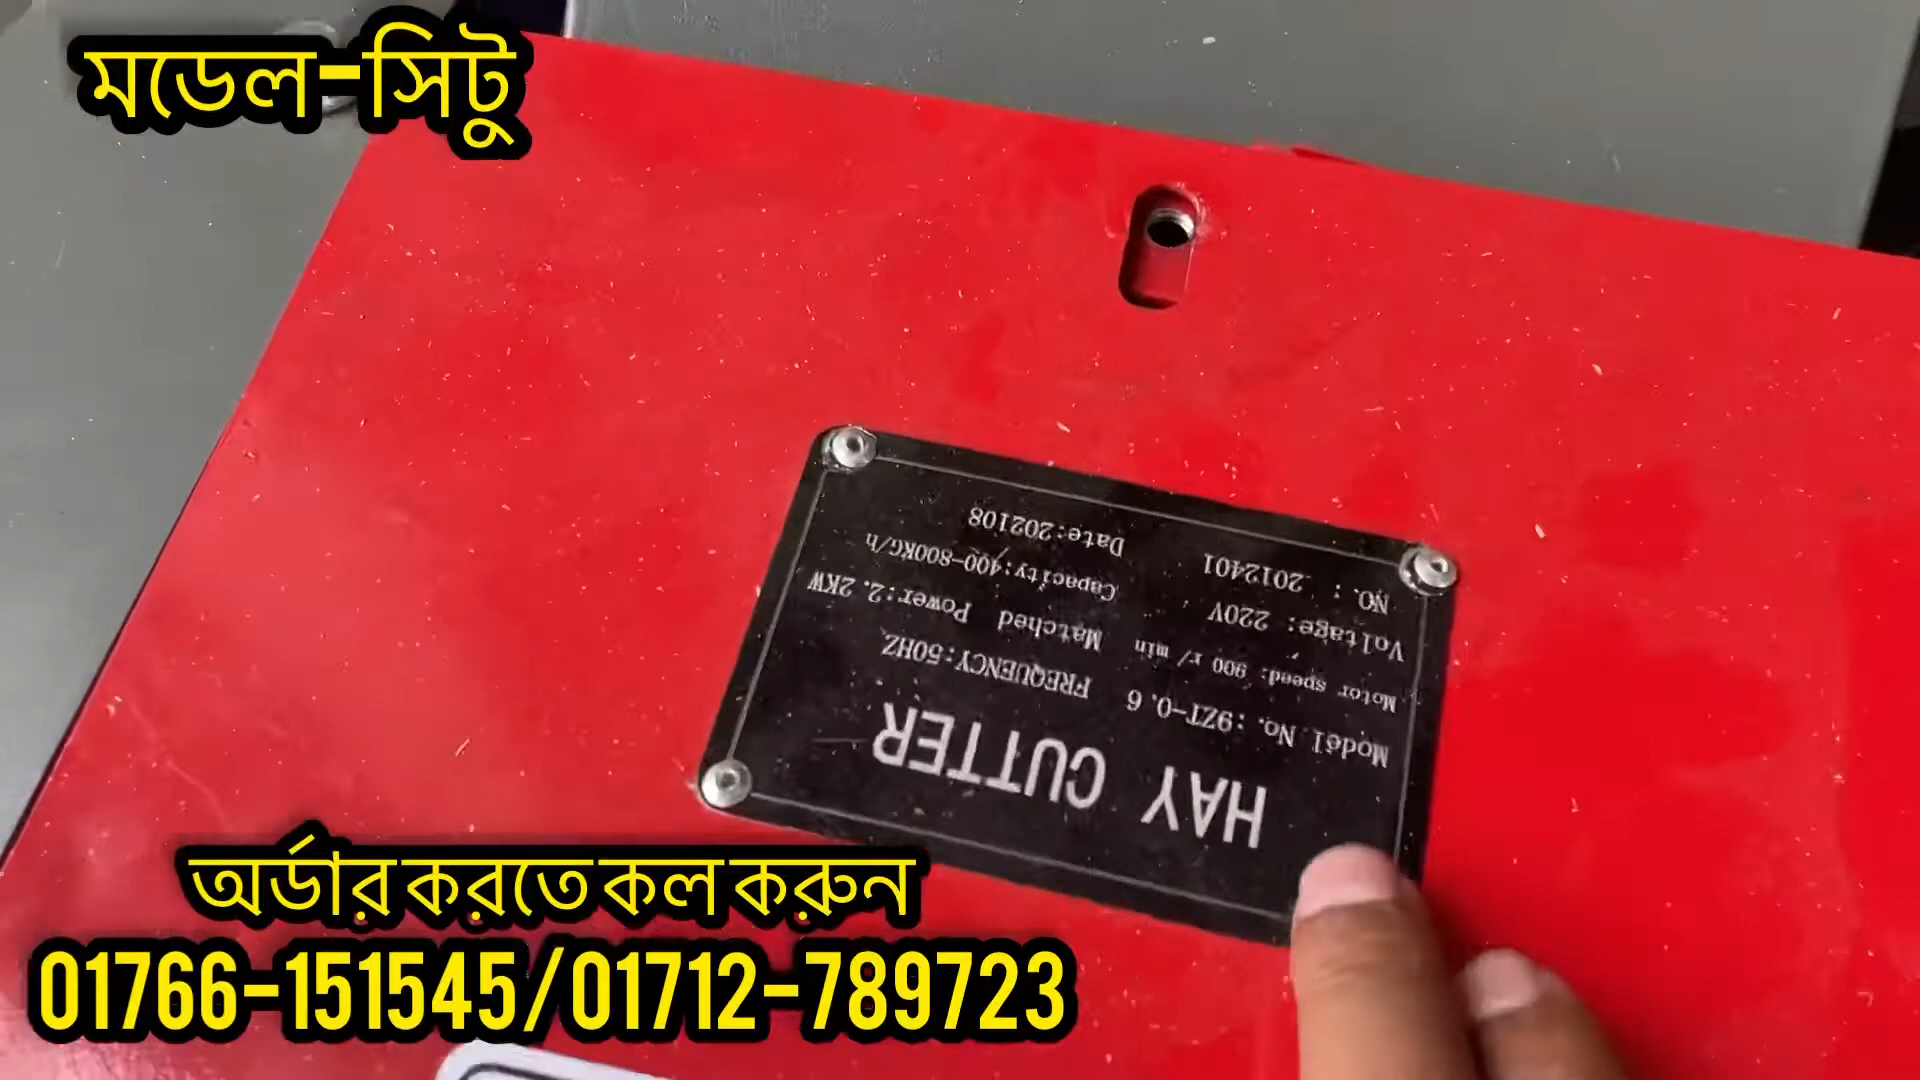 মডেল-সিটু
HAY CUTTER
Model No.:9ZT-0.6 FREQUENCY:50HZ
Motor speed: 900 r/min Matched Power:2.2KW
Voltage: 220V Capacity:400-800KG/h
NO.: 2012401 Date:202108
অর্ডার করতে কল করুন
01766-151545/01712-789723